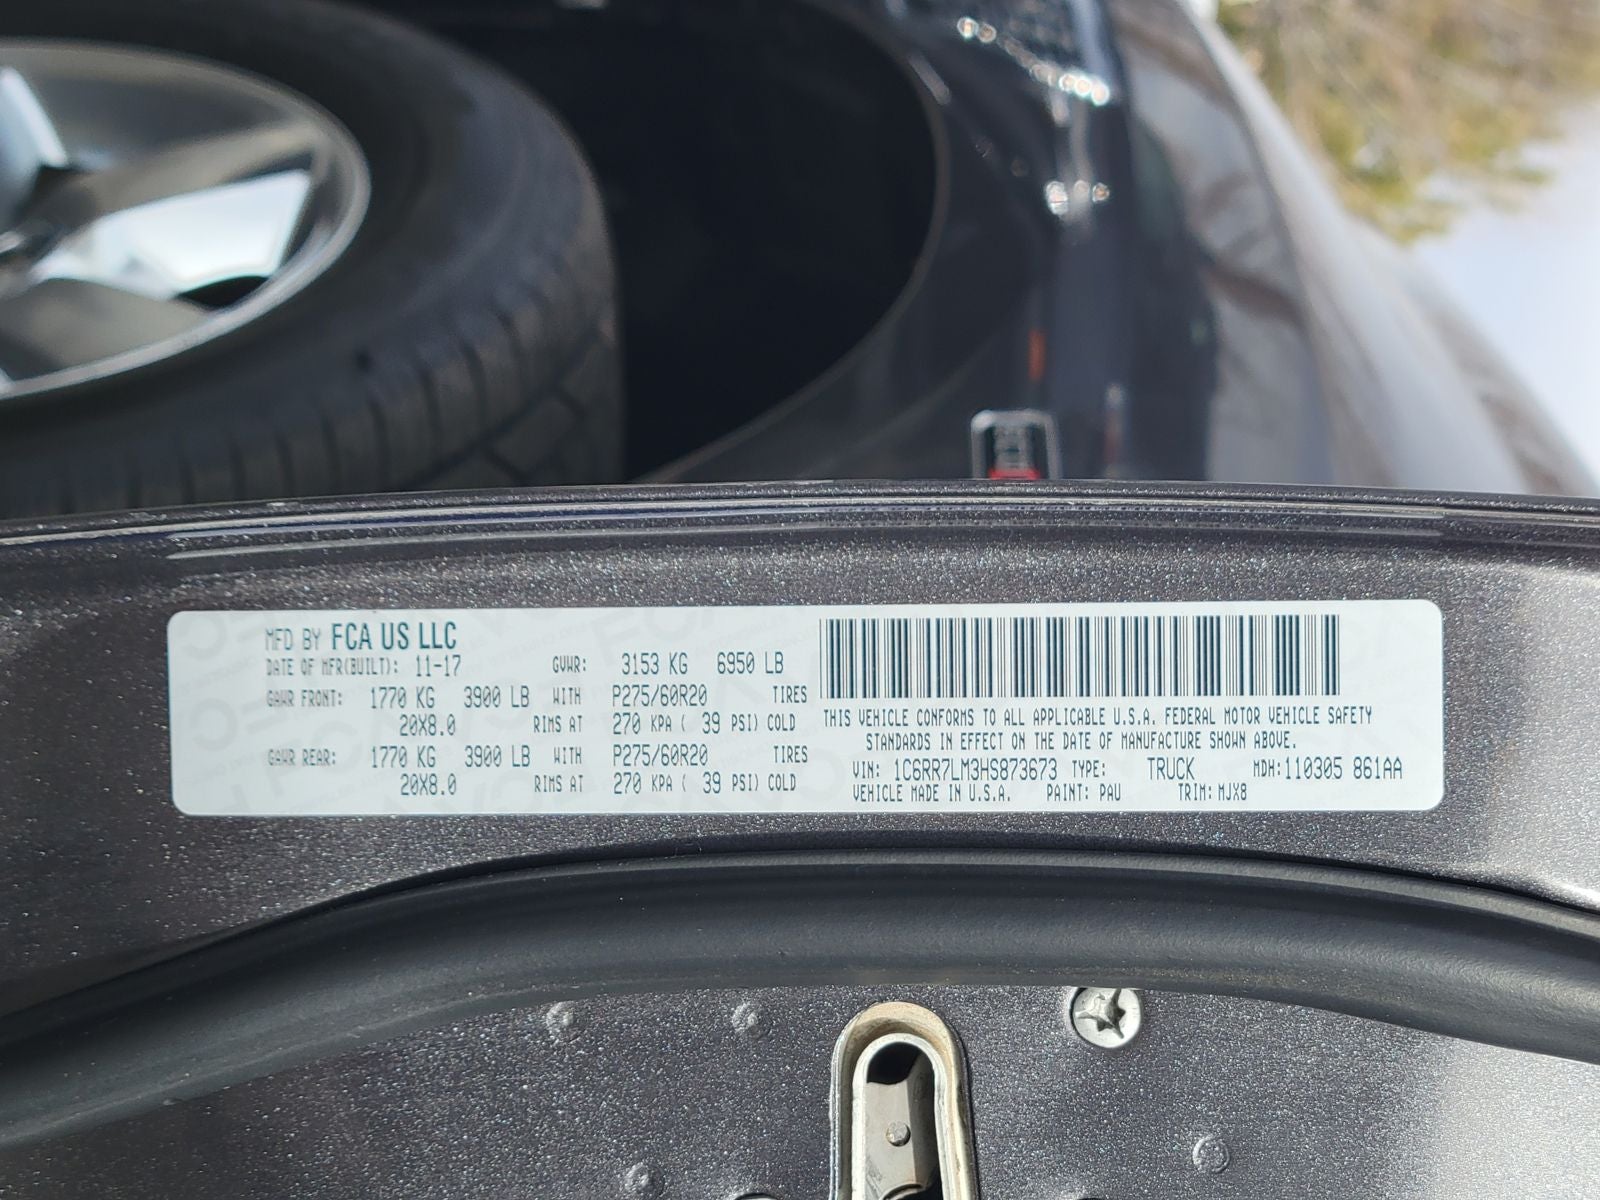 MFD BY FCA US LLC
DATE OF MFR(BUILT): 11-17 GVWR: 3153 KG 6950 LB
GAWR FRONT: 1770 KG 3900 LB WITH P275/60R20 TIRES
20X8.0 RIMS AT 270 KPA ( 39 PSI) COLD
GAWR REAR: 1770 KG 3900 LB WITH P275/60R20 TIRES
20X8.0 RIMS AT 270 KPA ( 39 PSI) COLD
THIS VEHICLE CONFORMS TO ALL APPLICABLE U.S.A. FEDERAL MOTOR VEHICLE SAFETY
STANDARDS IN EFFECT ON THE DATE OF MANUFACTURE SHOWN ABOVE.
VIN: 1C6RR7LM3HS873673 TYPE: TRUCK MDH:110305 861AA
VEHICLE MADE IN U.S.A. PAINT: PAU TRIM: MJX8